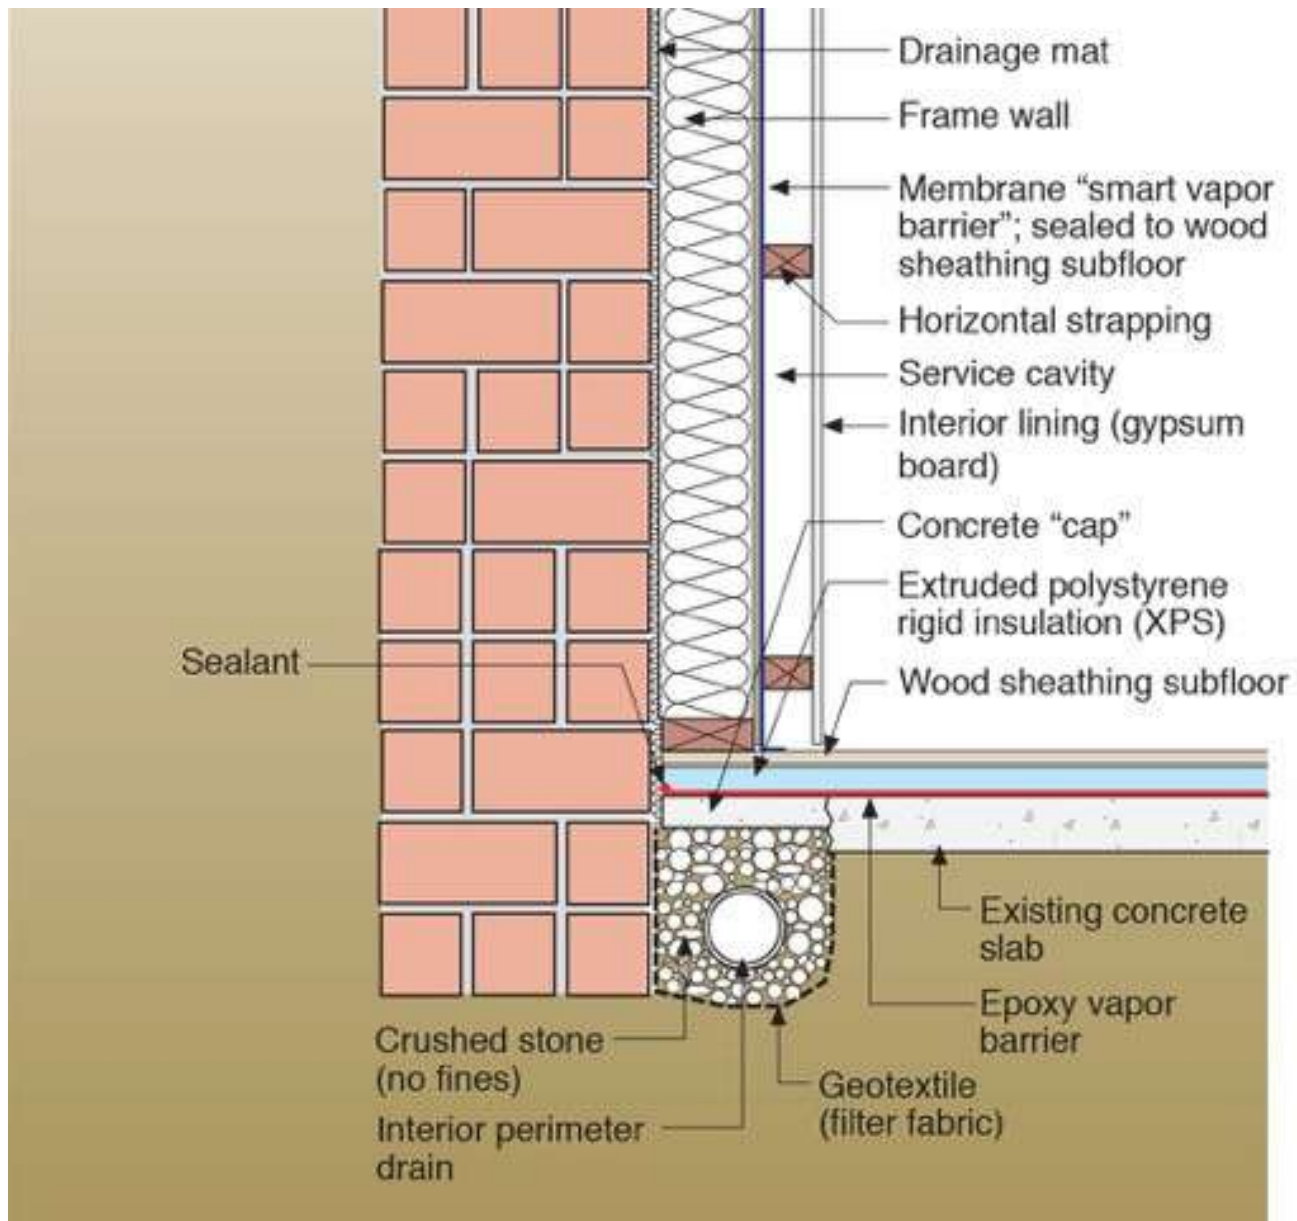 Drainage mat
Frame wall
Membrane “smart vapor
barrier”; sealed to wood
sheathing subfloor
Horizontal strapping
Service cavity
Interior lining (gypsum
board)
Concrete “cap”
Extruded polystyrene
rigid insulation (XPS)
Sealant
Wood sheathing subfloor
Existing concrete
slab
Epoxy vapor
barrier
Crushed stone
(no fines)
Geotextile
(filter fabric)
Interior perimeter
drain